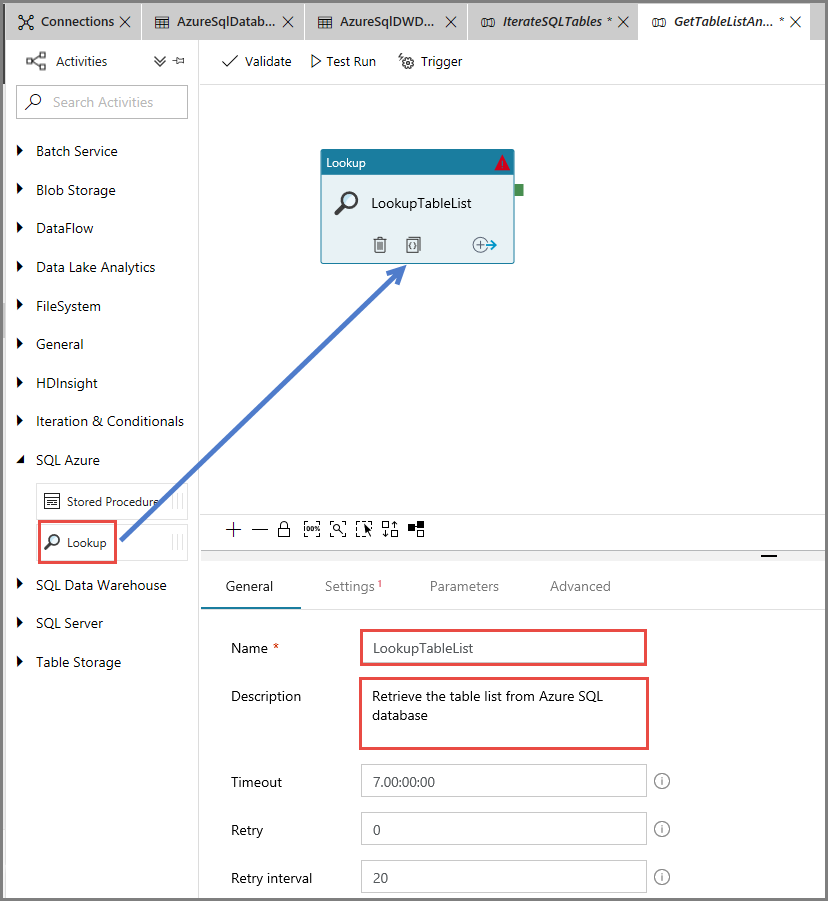 Connections
AzureSqlDatab...
AzureSqlDWD...
IterateSQLTables *
GetTableListAn... *
Activities
Validate
Test Run
Trigger
Search Activities
Batch Service
Blob Storage
DataFlow
Data Lake Analytics
FileSystem
General
HDInsight
Iteration & Conditionals
SQL Azure
Stored Procedure
Lookup
SQL Data Warehouse
SQL Server
Table Storage
Lookup
LookupTableList
100%
General
Settings 1
Parameters
Advanced
Name *
LookupTableList
Description
Retrieve the table list from Azure SQL
database
Timeout
7.00:00:00
Retry
0
Retry interval
20